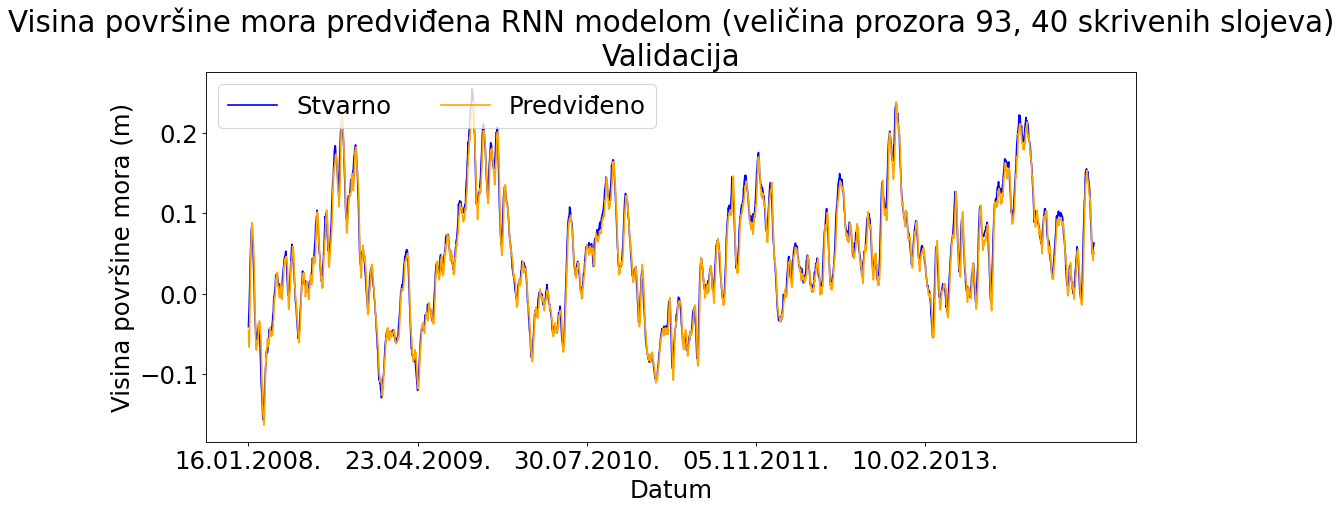 Visina površine mora predviđena RNN modelom (veličina prozora 93, 40 skrivenih slojeva)
Validacija
Stvarno Predviđeno
Visina površine mora (m)
0.2
0.1
0.0
−0.1
16.01.2008. 23.04.2009. 30.07.2010. 05.11.2011. 10.02.2013.
Datum